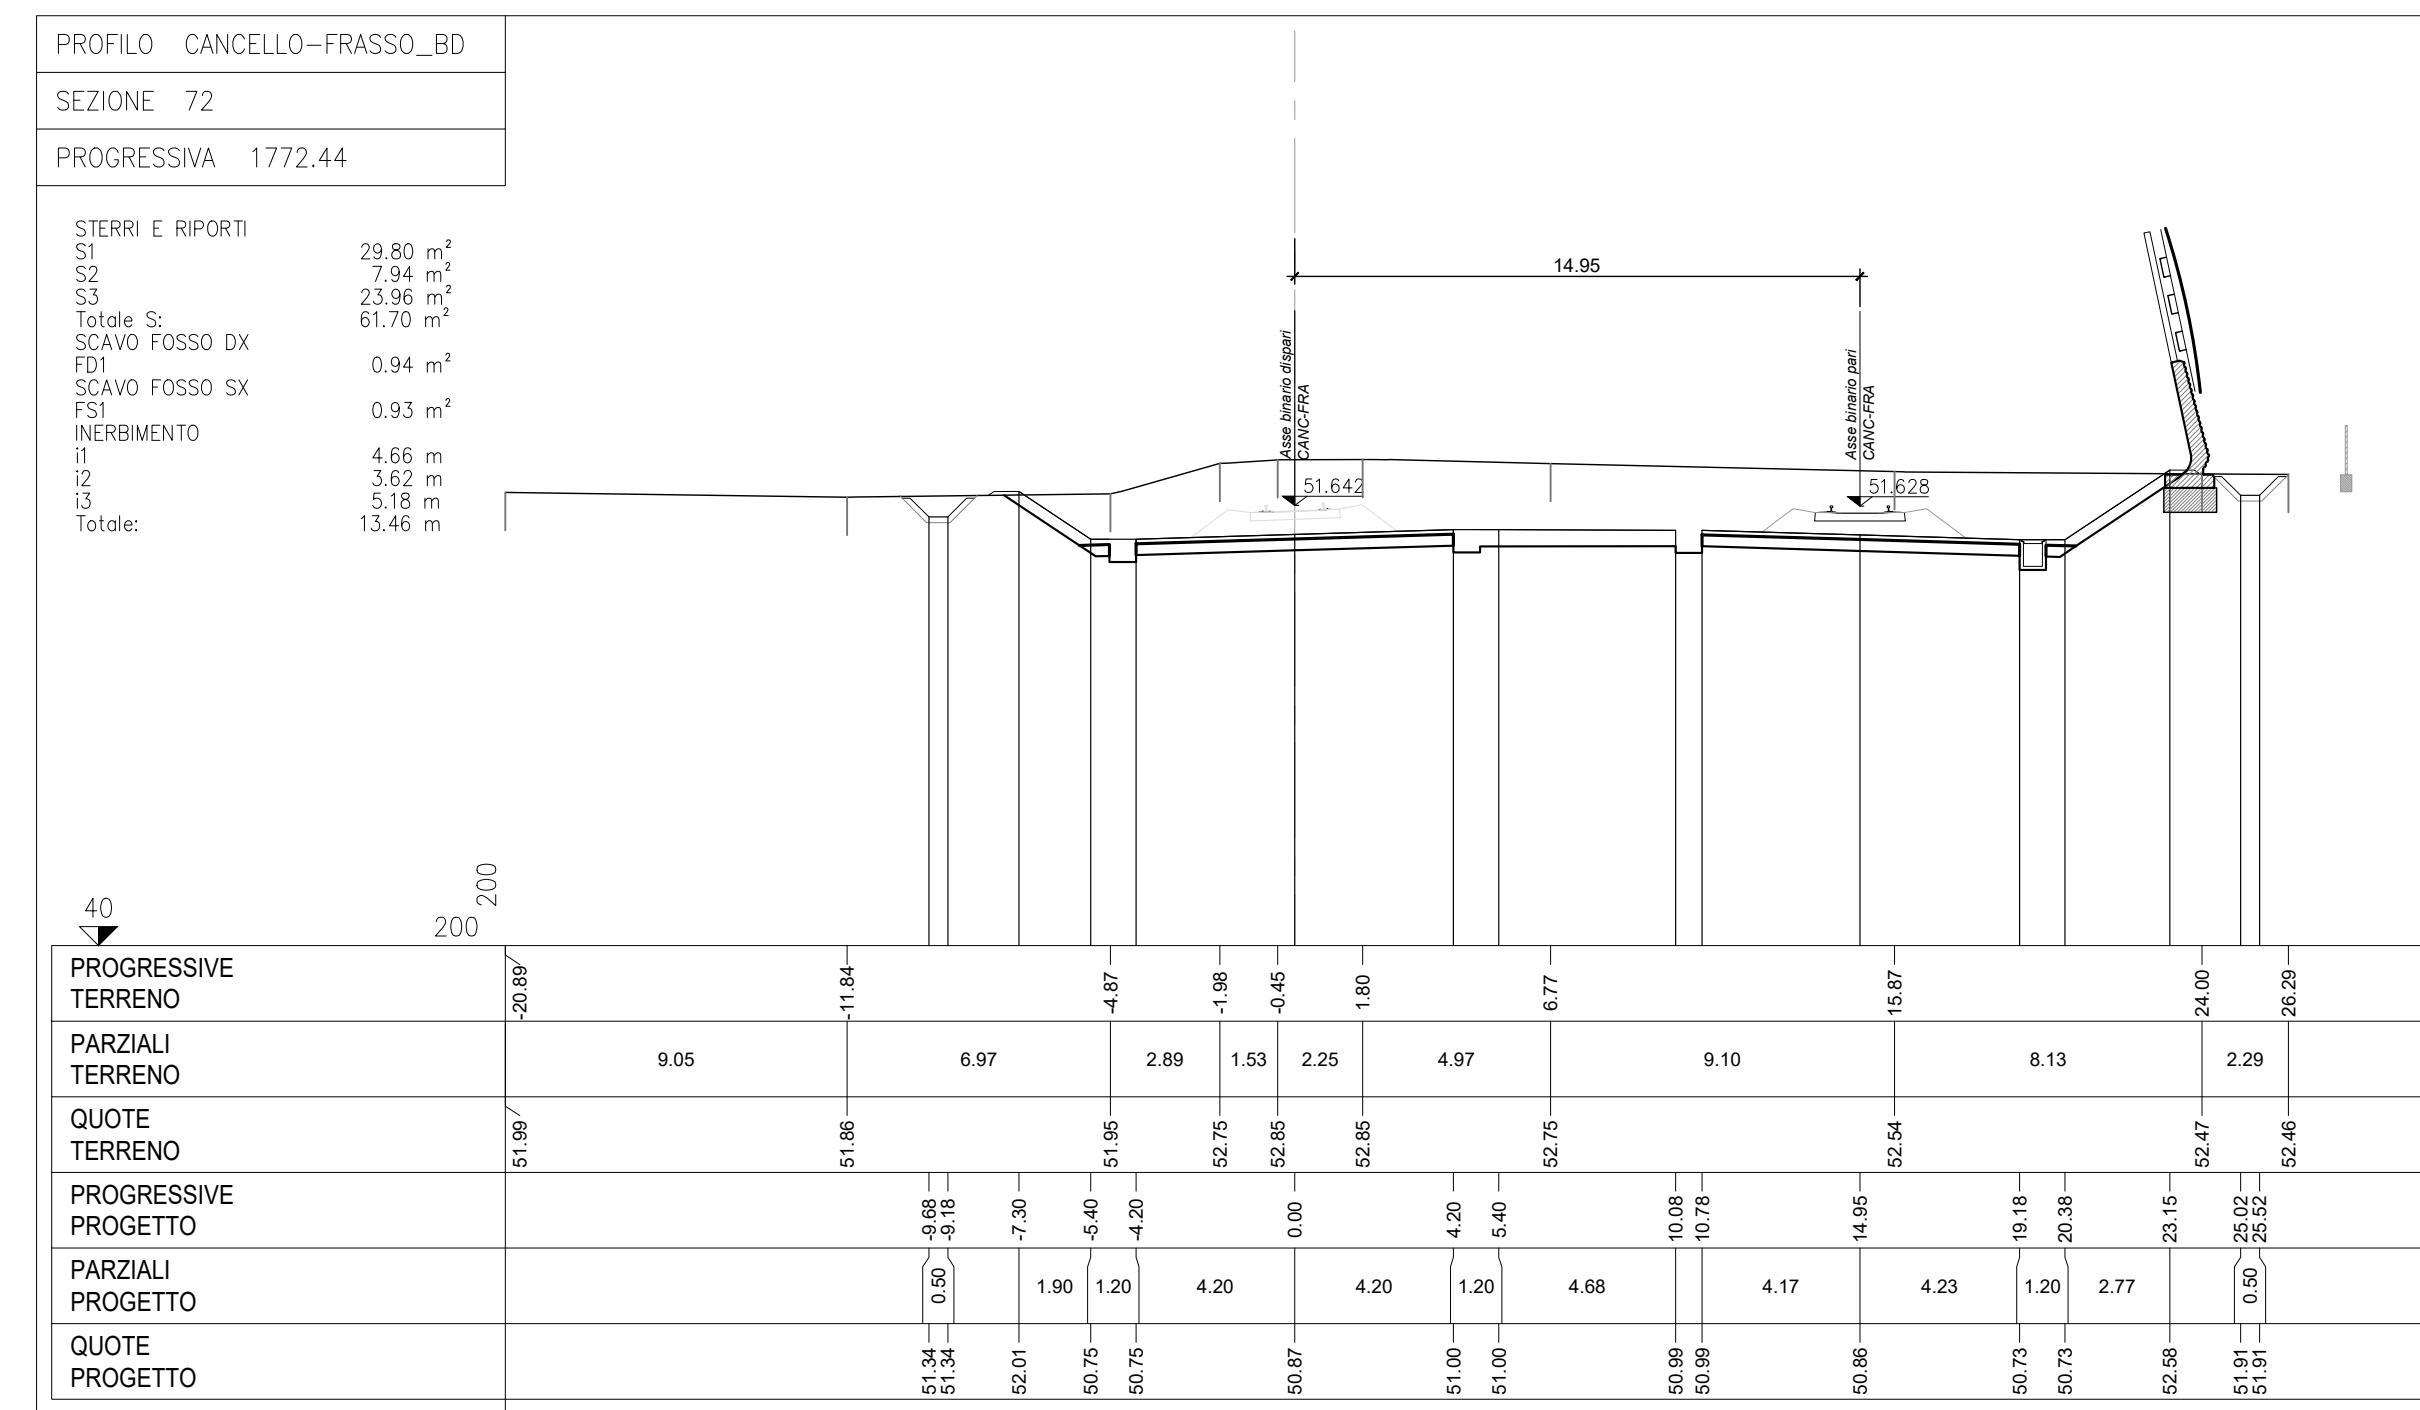 PROFILO CANCELLO-FRASSO_BD
SEZIONE 72
PROGRESSIVA 1772.44
STERRI E RIPORTI
S1 29.80 m²
S2 7.94 m²
S3 23.96 m²
Totale S: 61.70 m²
SCAVO FOSSO DX
FD1 0.94 m²
SCAVO FOSSO SX
FS1 0.93 m²
INERBIMENTO
i1 4.66 m
i2 3.62 m
i3 5.18 m
Totale: 13.46 m
14.95
Asse binario dispari
CANC-FRA
Asse binario pari
CANC-FRA
51.642
51.628
40
200
200
PROGRESSIVE
TERRENO
-20.89 -11.84 -4.87 -1.98 -0.45 1.80 6.77 15.87 24.00 26.29
PARZIALI
TERRENO
9.05 6.97 2.89 1.53 2.25 4.97 9.10 8.13 2.29
QUOTE
TERRENO
51.99 51.86 51.95 52.75 52.85 52.85 52.75 52.54 52.47 52.46
PROGRESSIVE
PROGETTO
-9.68 -9.18 -7.30 -5.40 -4.20 0.00 4.20 5.40 10.08 10.78 14.95 19.18 20.38 23.15 25.02 25.52
PARZIALI
PROGETTO
0.50 1.90 1.20 4.20 4.20 1.20 4.68 4.17 4.23 1.20 2.77 0.50
QUOTE
PROGETTO
51.34 51.34 52.01 50.75 50.75 50.87 51.00 51.00 50.99 50.99 50.86 50.73 50.73 52.58 51.91 51.91